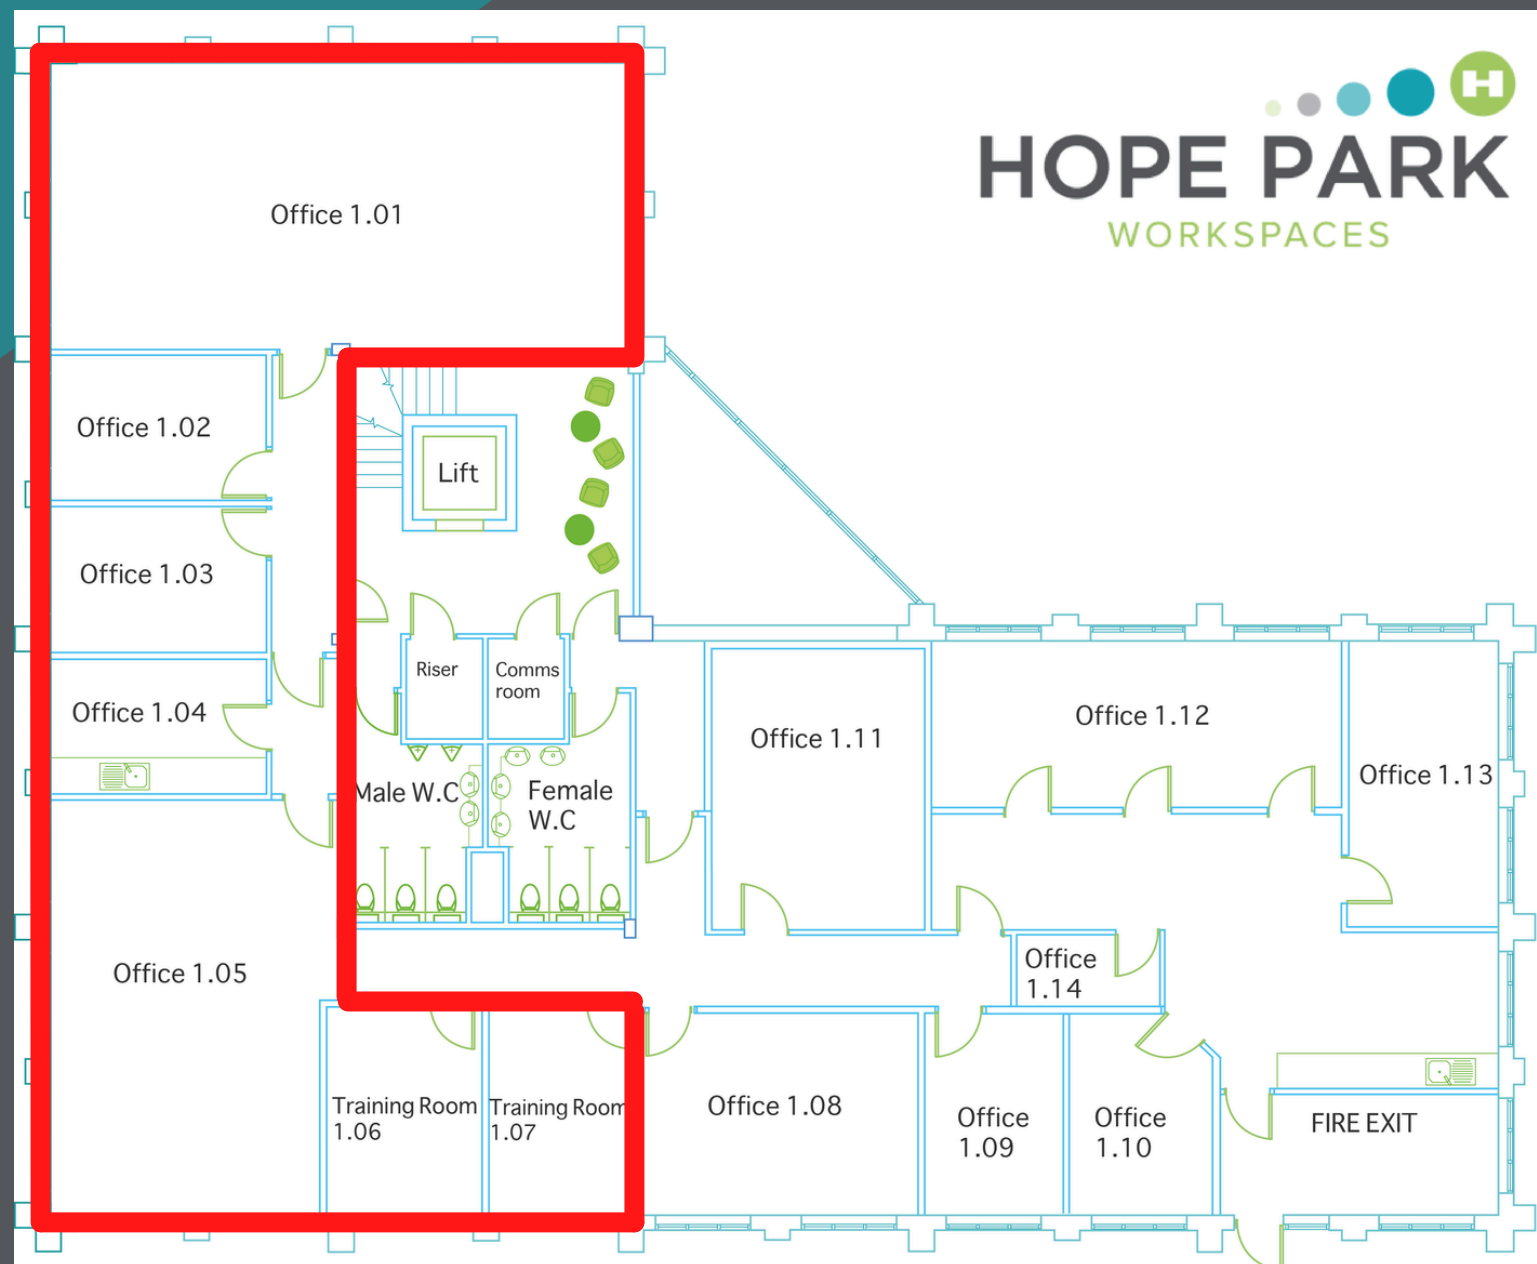 H
HOPE PARK
WORKSPACES
Office 1.01
Office 1.02
Lift
Office 1.03
Riser
Comms
room
Office 1.04
Office 1.11
Office 1.12
Office 1.13
Male W.C
Female
W.C
Office 1.05
Office
1.14
Training Room
1.06
Training Room
1.07
Office 1.08
Office
1.09
Office
1.10
FIRE EXIT